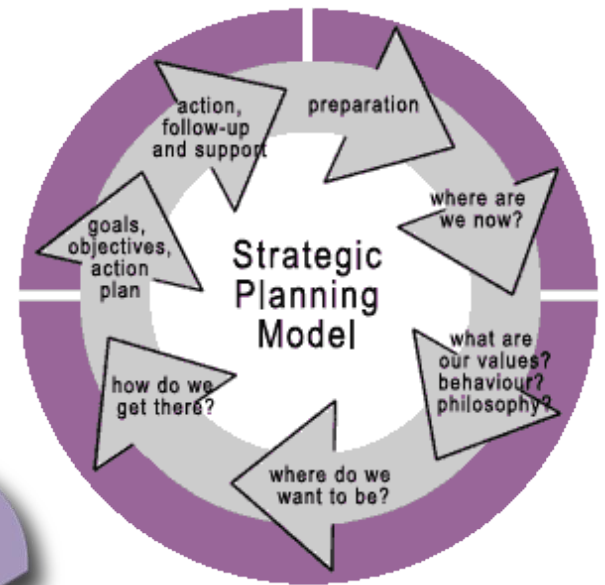 Strategic
Planning
Model
preparation
where are
we now?
what are
our values?
behaviour?
philosophy?
where do we
want to be?
how do we
get there?
goals,
objectives,
action
plan
action,
follow-up
and support